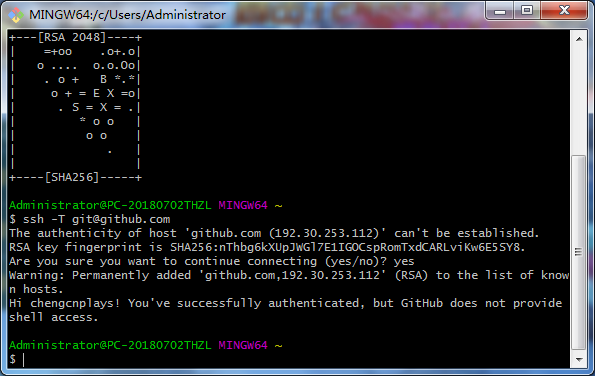 MINGW64:/c/Users/Administrator
+---[RSA 2048]----+
|    =+oo    .o+.o|
|   o ....  o.o.Oo|
|    . o +   B *.*|
|     o + = E X =o|
|      . S = X = .|
|         * o o   |
|          o o    |
|             .   |
|                 |
+----[SHA256]-----+
Administrator@PC-20180702THZL MINGW64 ~
$ ssh -T git@github.com
The authenticity of host 'github.com (192.30.253.112)' can't be established.
RSA key fingerprint is SHA256:nThbg6kXUpJWGl7E1IGOCspRomTxdCARLviKw6E5SY8.
Are you sure you want to continue connecting (yes/no)? yes
Warning: Permanently added 'github.com,192.30.253.112' (RSA) to the list of know
n hosts.
Hi chengcnplays! You've successfully authenticated, but GitHub does not provide
shell access.
Administrator@PC-20180702THZL MINGW64 ~
$